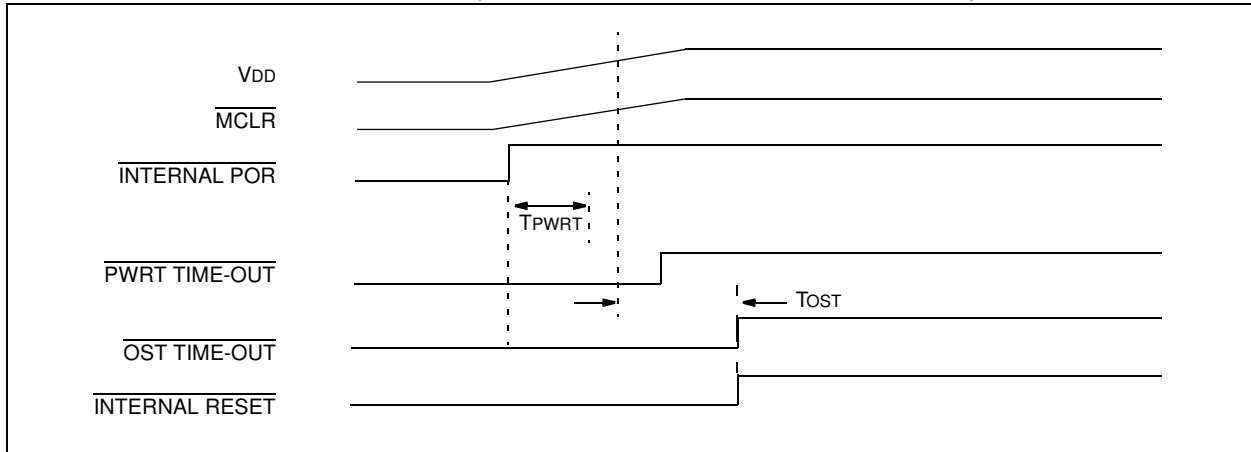 VDD
MCLR
INTERNAL POR
TPWRT
PWRT TIME-OUT
TOST
OST TIME-OUT
INTERNAL RESET